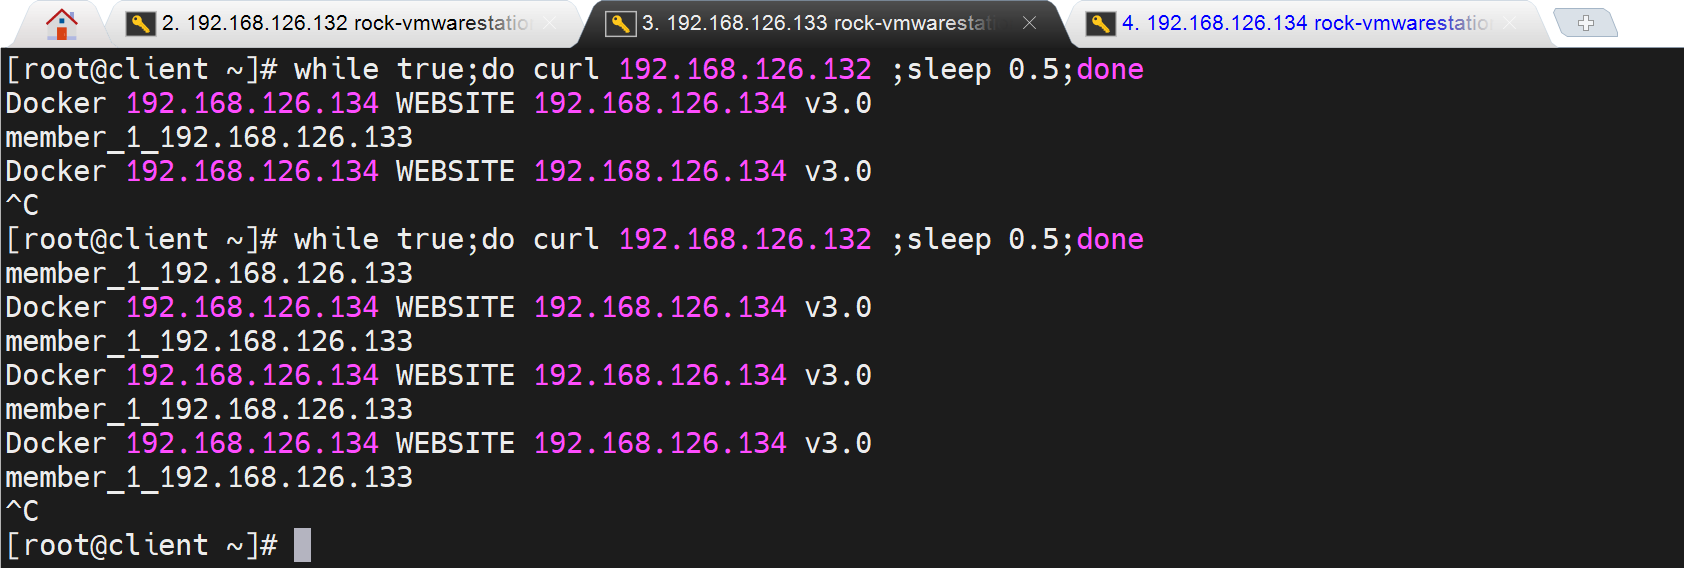 2. 192.168.126.132 rock-vmwarestation
3. 192.168.126.133 rock-vmwarestati
4. 192.168.126.134 rock-vmwarestation
[root@client ~]# while true;do curl 192.168.126.132 ;sleep 0.5;done
Docker 192.168.126.134 WEBSITE 192.168.126.134 v3.0
member_1_192.168.126.133
Docker 192.168.126.134 WEBSITE 192.168.126.134 v3.0
^C
[root@client ~]# while true;do curl 192.168.126.132 ;sleep 0.5;done
member_1_192.168.126.133
Docker 192.168.126.134 WEBSITE 192.168.126.134 v3.0
member_1_192.168.126.133
Docker 192.168.126.134 WEBSITE 192.168.126.134 v3.0
member_1_192.168.126.133
Docker 192.168.126.134 WEBSITE 192.168.126.134 v3.0
member_1_192.168.126.133
^C
[root@client ~]#